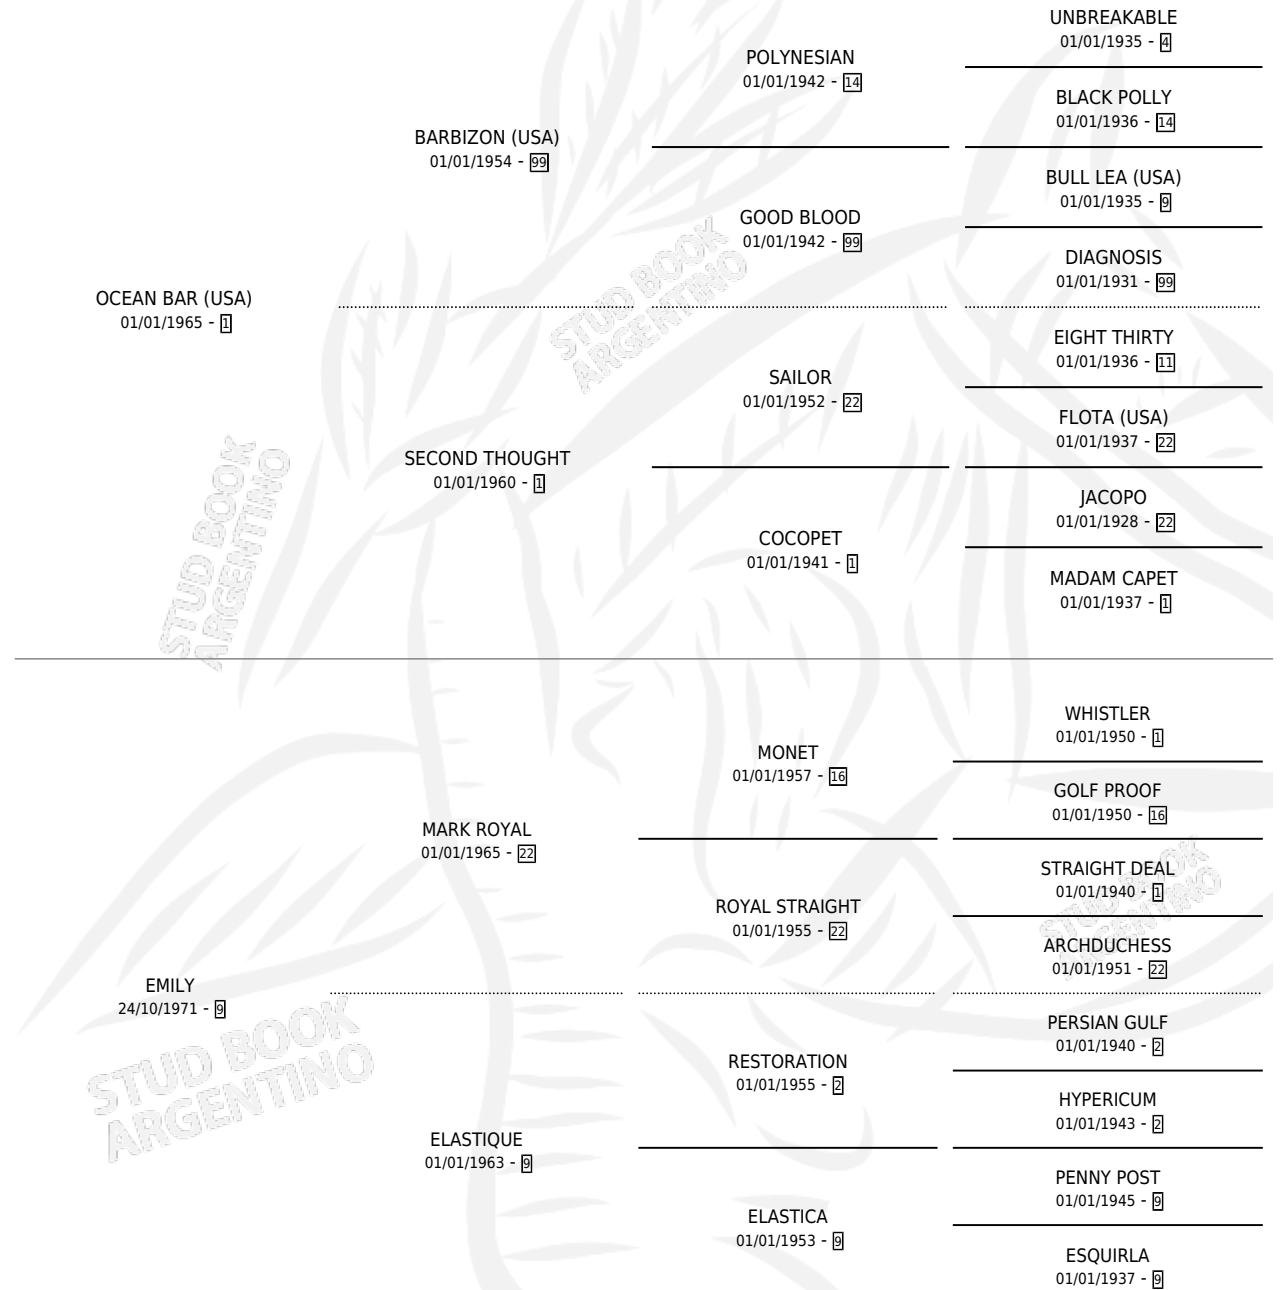 UNBREAKABLE
01/01/1935 - 4
POLYNESIAN
01/01/1942 - 14
BLACK POLLY
01/01/1936 - 14
BARBIZON (USA)
01/01/1954 - 99
BULL LEA (USA)
01/01/1935 - 9
GOOD BLOOD
01/01/1942 - 99
DIAGNOSIS
01/01/1931 - 99
OCEAN BAR (USA)
01/01/1965 - 1
STUD BOOK
ARGENTINO
EIGHT THIRTY
01/01/1936 - 11
SAILOR
01/01/1952 - 22
FLOTA (USA)
01/01/1937 - 22
SECOND THOUGHT
01/01/1960 - 1
JACOPO
01/01/1928 - 22
COCOPET
01/01/1941 - 1
MADAM CAPET
01/01/1937 - 1
STUD BOOK
ARGENTINO
WHISTLER
01/01/1950 - 1
MONET
01/01/1957 - 16
GOLF PROOF
01/01/1950 - 16
MARK ROYAL
01/01/1965 - 22
STRAIGHT DEAL
01/01/1940 - 1
ROYAL STRAIGHT
01/01/1955 - 22
STUD BOOK
ARGENTINO
ARCHDUCHESS
01/01/1951 - 22
EMILY
24/10/1971 - 9
PERSIAN GULF
01/01/1940 - 2
RESTORATION
01/01/1955 - 2
STUD BOOK
ARGENTINO
HYPERICUM
01/01/1943 - 2
ELASTIQUE
01/01/1963 - 9
PENNY POST
01/01/1945 - 9
ELASTICA
01/01/1953 - 9
ESQUIRLA
01/01/1937 - 9